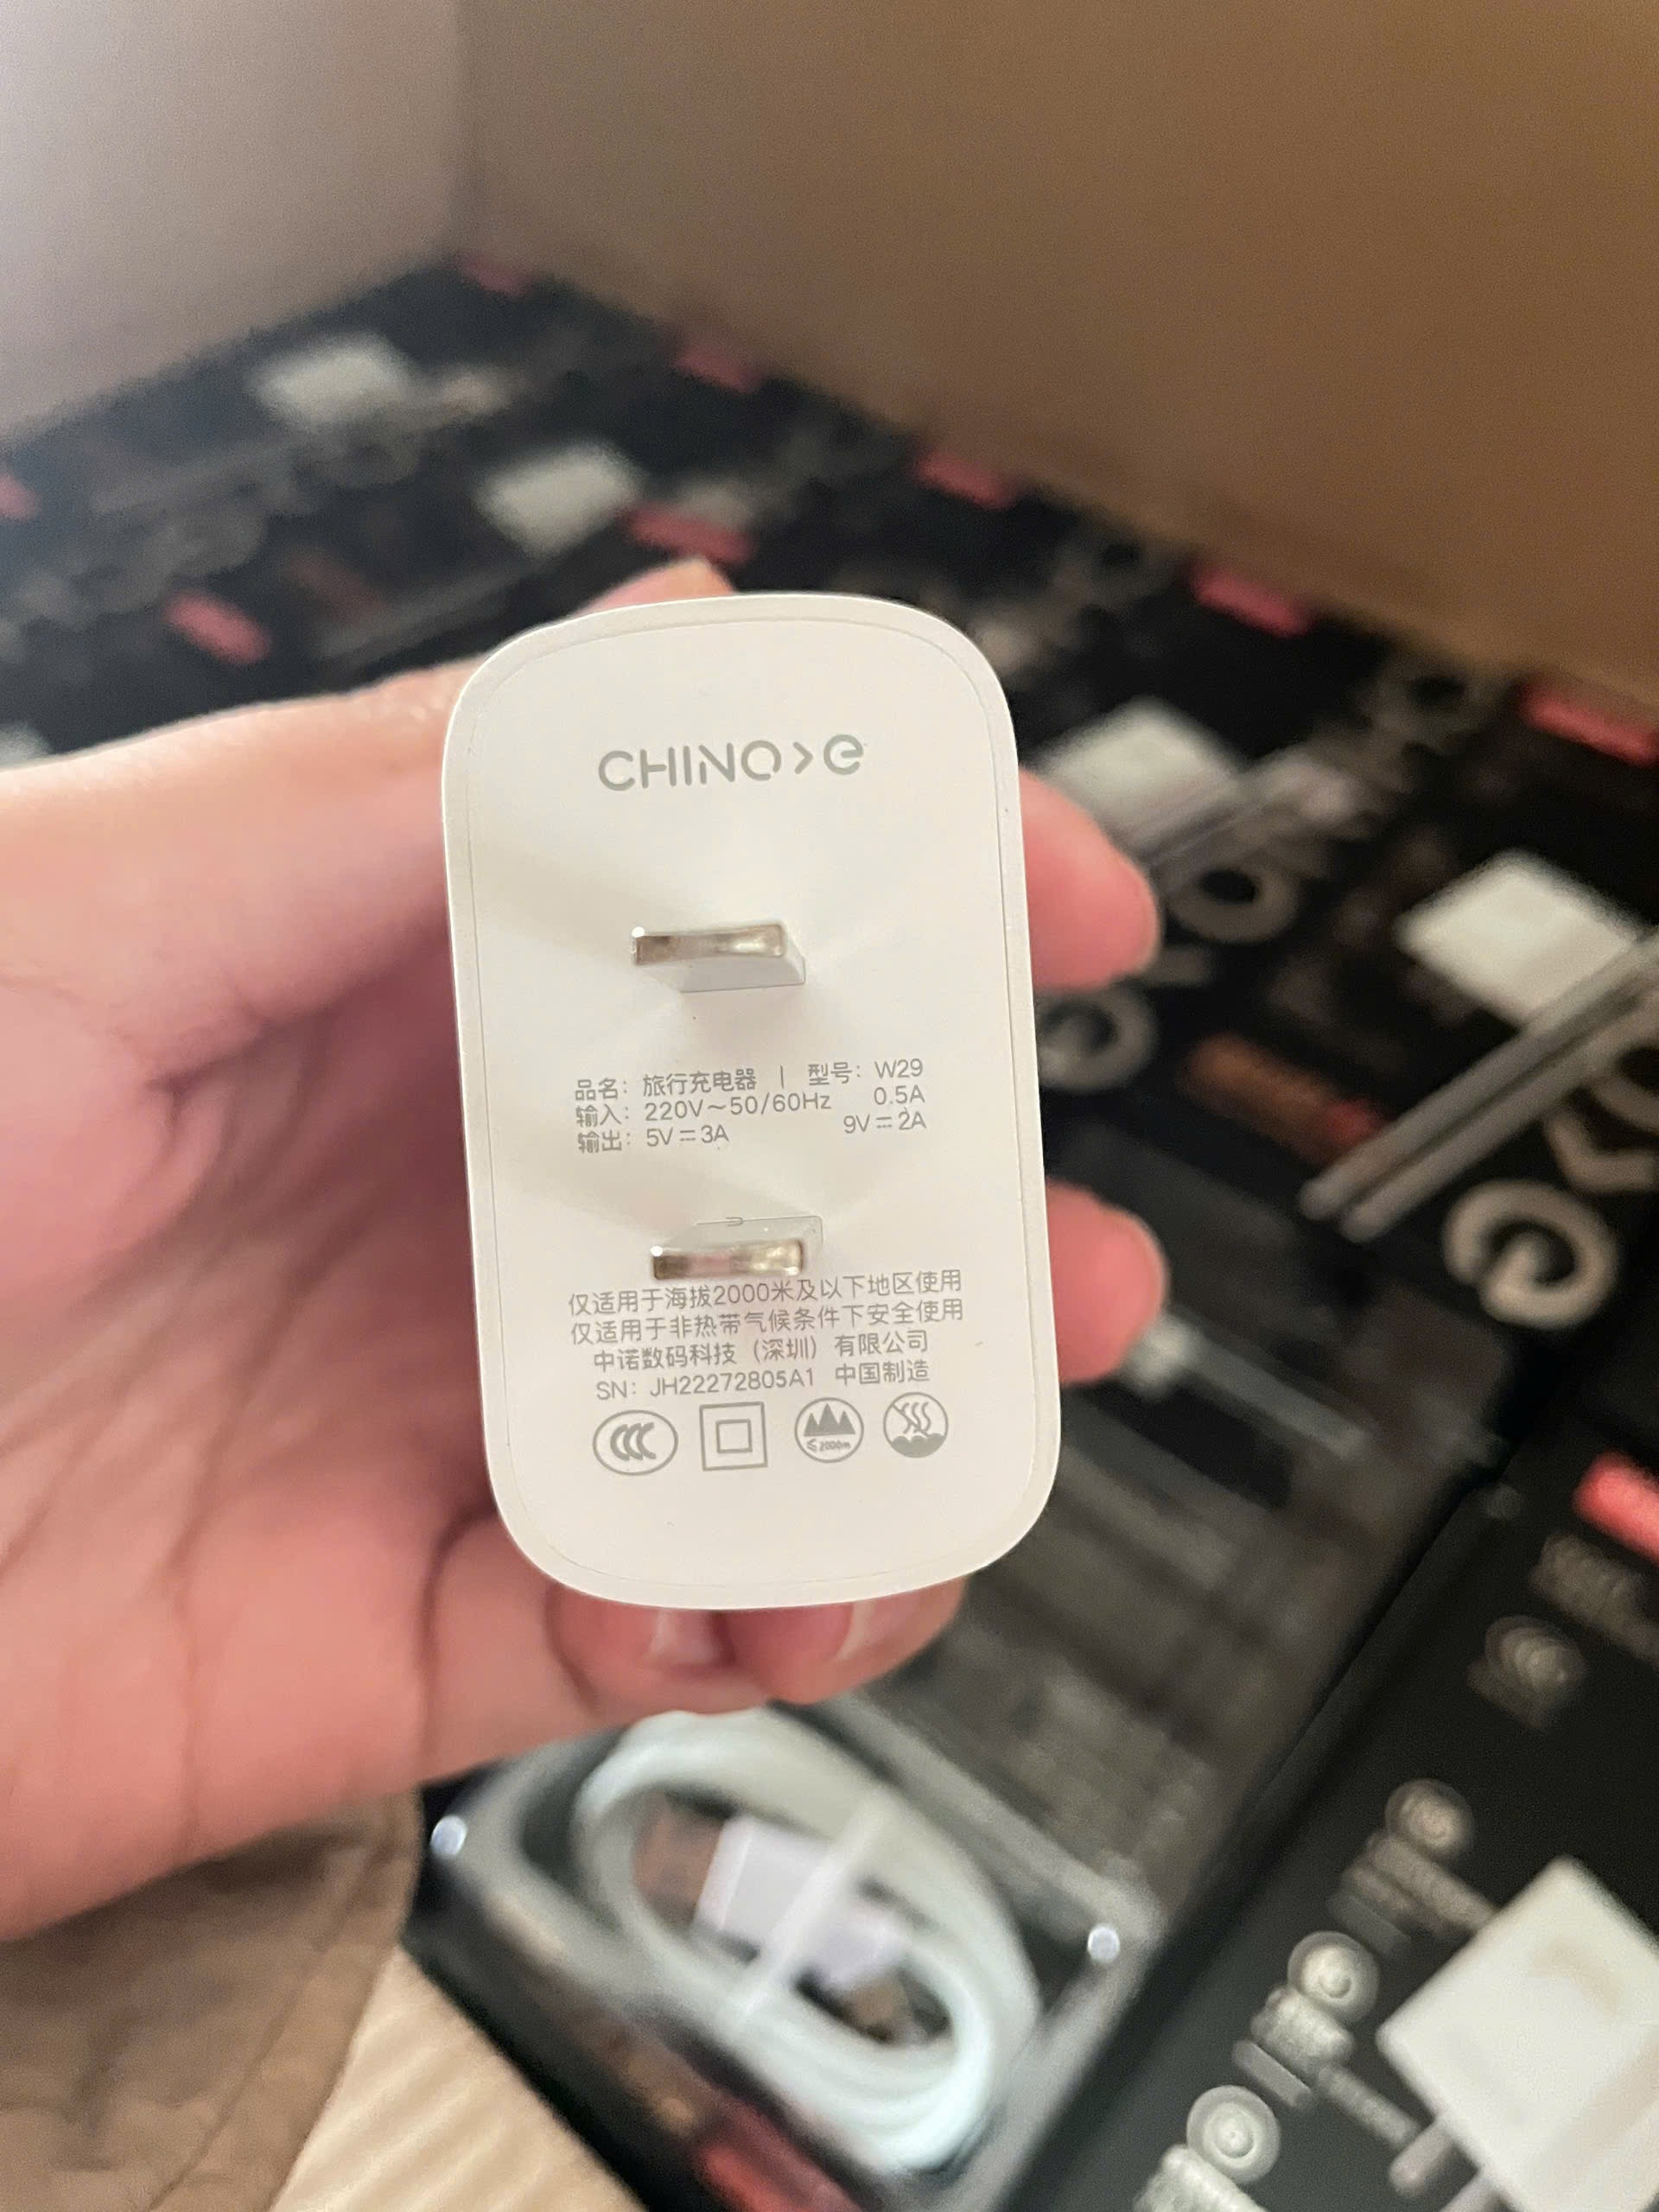 CHINO>e
品名：旅行充电器 | 型号：W29
输入：220V～50/60Hz 0.5A
输出：5V⎓3A 9V⎓2A
仅适用于海拔2000米及以下地区使用
仅适用于非热带气候条件下安全使用
中诺数码科技（深圳）有限公司
SN：JH22272805A1 中国制造
CCC
≤2000m